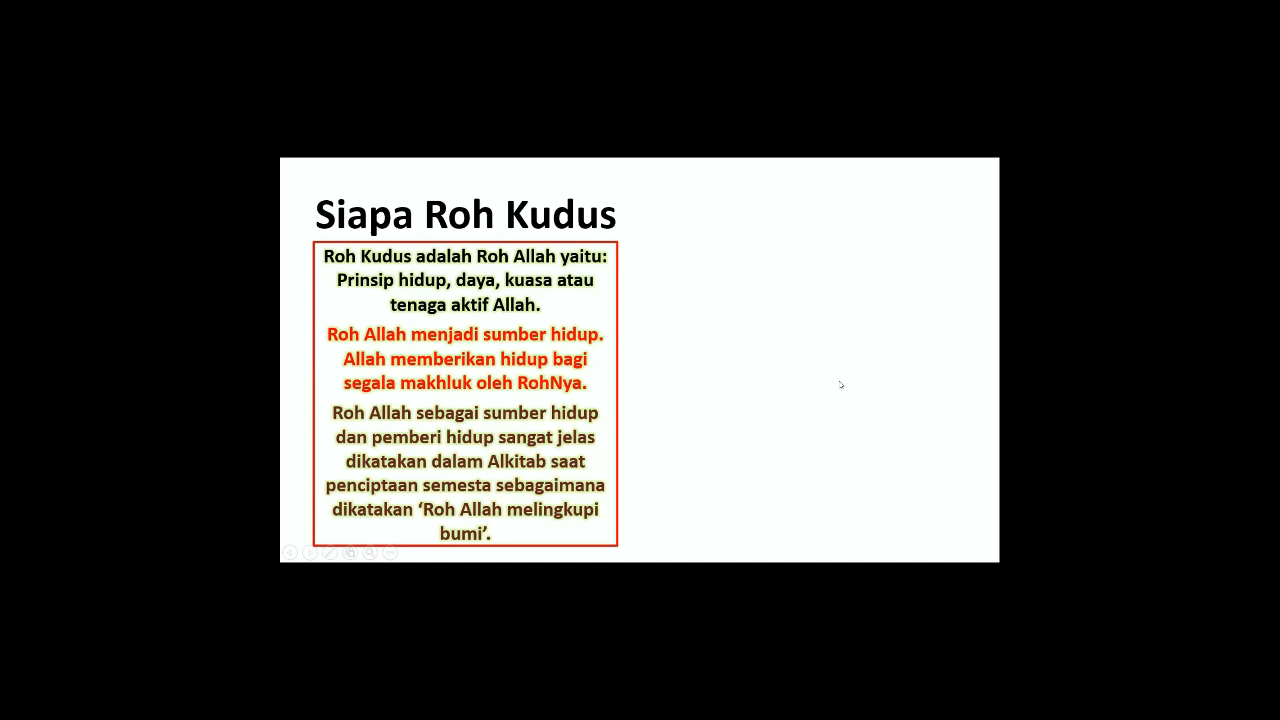 Siapa Roh Kudus
Roh Kudus adalah Roh Allah yaitu:
Prinsip hidup, daya, kuasa atau
tenaga aktif Allah.
Roh Allah menjadi sumber hidup.
Allah memberikan hidup bagi
segala makhluk oleh RohNya.
Roh Allah sebagai sumber hidup
dan pemberi hidup sangat jelas
dikatakan dalam Alkitab saat
penciptaan semesta sebagaimana
dikatakan ‘Roh Allah melingkupi
bumi’.